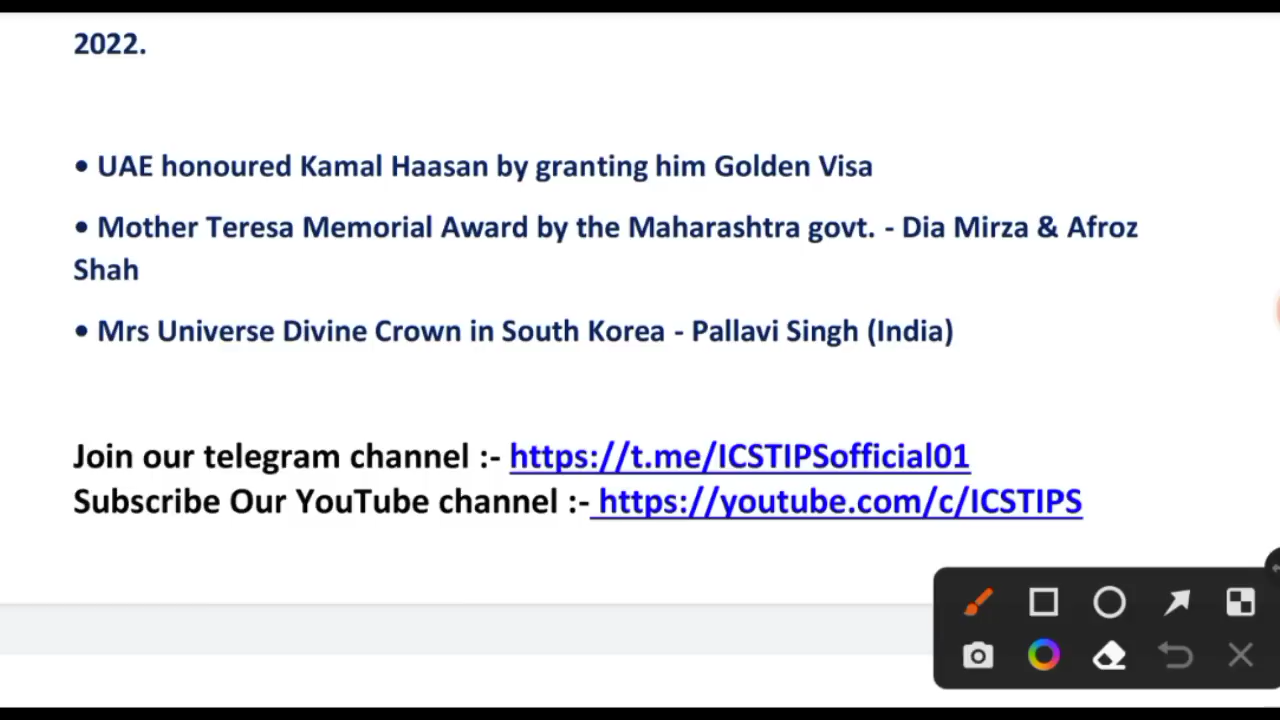 2022.
• UAE honoured Kamal Haasan by granting him Golden Visa
• Mother Teresa Memorial Award by the Maharashtra govt. - Dia Mirza & Afroz
Shah
• Mrs Universe Divine Crown in South Korea - Pallavi Singh (India)
Join our telegram channel :- https://t.me/ICSTIPSofficial01
Subscribe Our YouTube channel :- https://youtube.com/c/ICSTIPS